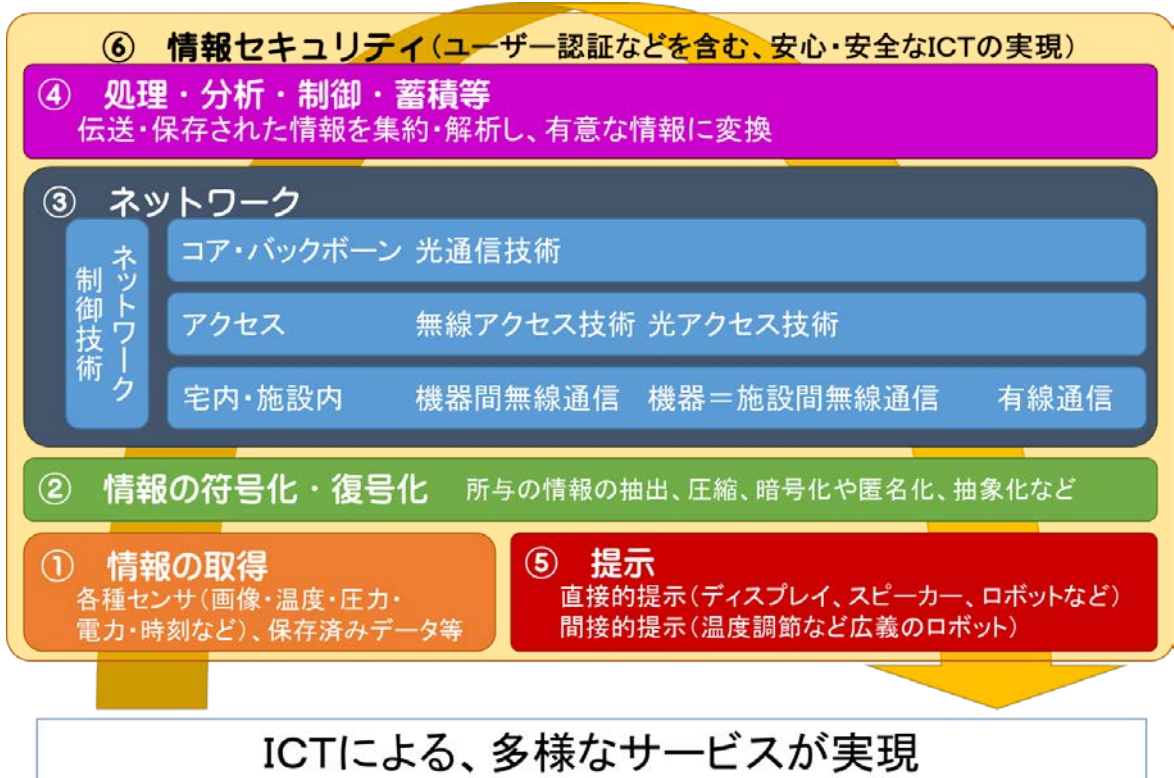 ⑥ 情報セキュリティ(ユーザー認証などを含む、安心・安全なICTの実現)
④ 処理・分析・制御・蓄積等
伝送・保存された情報を集約・解析し、有意な情報に変換
③ ネットワーク
ネットワーク
制御技術
コア・バックボーン 光通信技術
アクセス 無線アクセス技術 光アクセス技術
宅内・施設内 機器間無線通信 機器＝施設間無線通信 有線通信
② 情報の符号化・復号化 所与の情報の抽出、圧縮、暗号化や匿名化、抽象化など
① 情報の取得
各種センサ(画像・温度・圧力・
電力・時刻など)、保存済みデータ等
⑤ 提示
直接的提示(ディスプレイ、スピーカー、ロボットなど)
間接的提示(温度調節など広義のロボット)
ICTによる、多様なサービスが実現